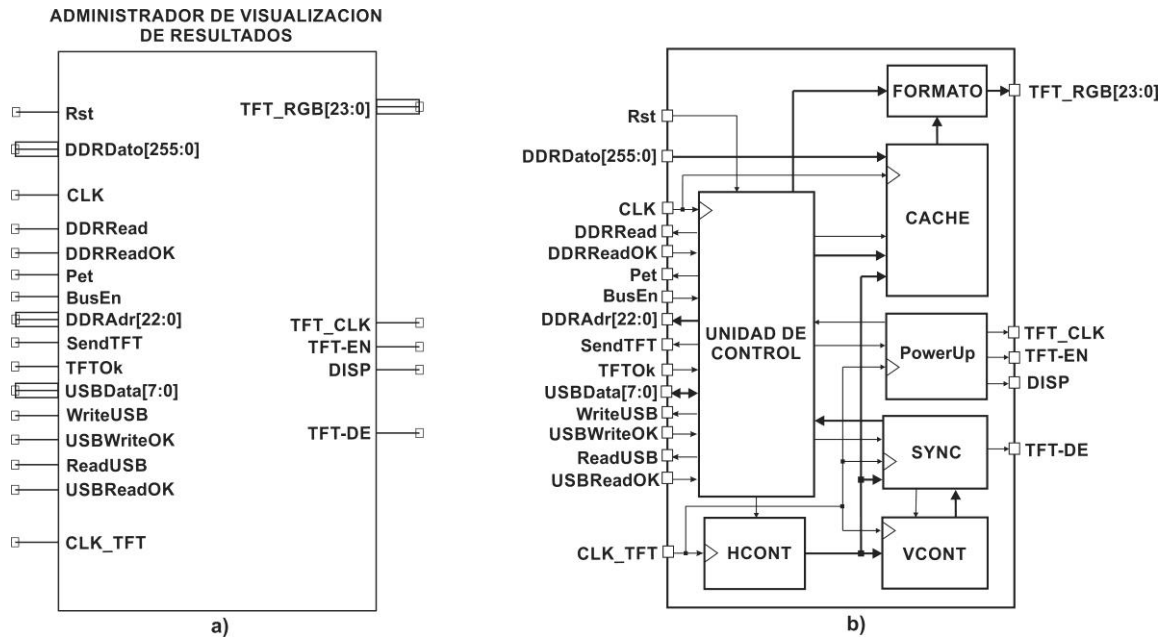 ADMINISTRADOR DE VISUALIZACION
DE RESULTADOS
Rst
DDRDato[255:0]
CLK
DDRRead
DDRReadOK
Pet
BusEn
DDRAdr[22:0]
SendTFT
TFTOk
USBData[7:0]
WriteUSB
USBWriteOK
ReadUSB
USBReadOK
CLK_TFT
TFT_RGB[23:0]
TFT_CLK
TFT-EN
DISP
TFT-DE
a)
Rst
DDRDato[255:0]
CLK
DDRRead
DDRReadOK
Pet
BusEn
DDRAdr[22:0]
SendTFT
TFTOk
USBData[7:0]
WriteUSB
USBWriteOK
ReadUSB
USBReadOK
CLK_TFT
UNIDAD DE
CONTROL
HCONT
FORMATO
CACHE
PowerUp
SYNC
VCONT
TFT_RGB[23:0]
TFT_CLK
TFT-EN
DISP
TFT-DE
b)